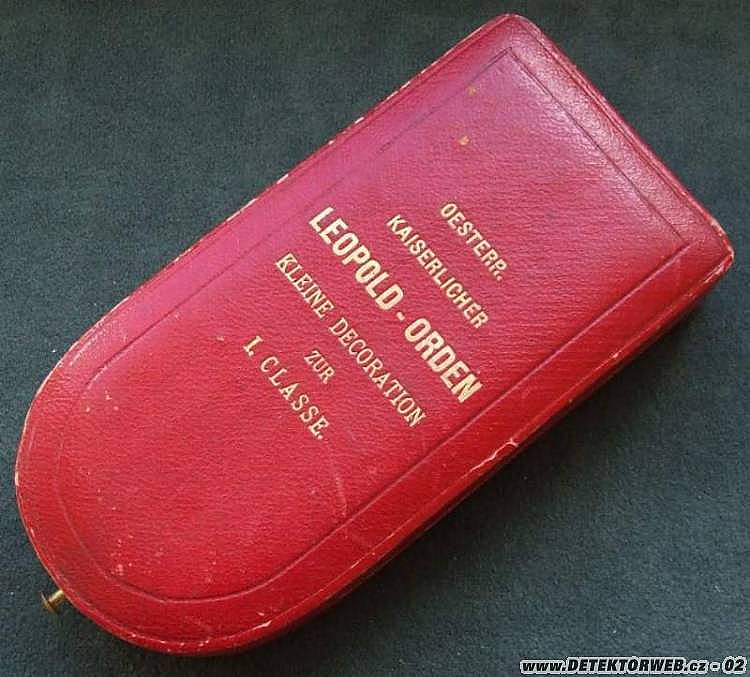 OESTERR.
KAISERLICHER
LEOPOLD - ORDEN
KLEINE DECORATION
ZUR
I. CLASSE.
www.DETEKTORWEB.cz - 02